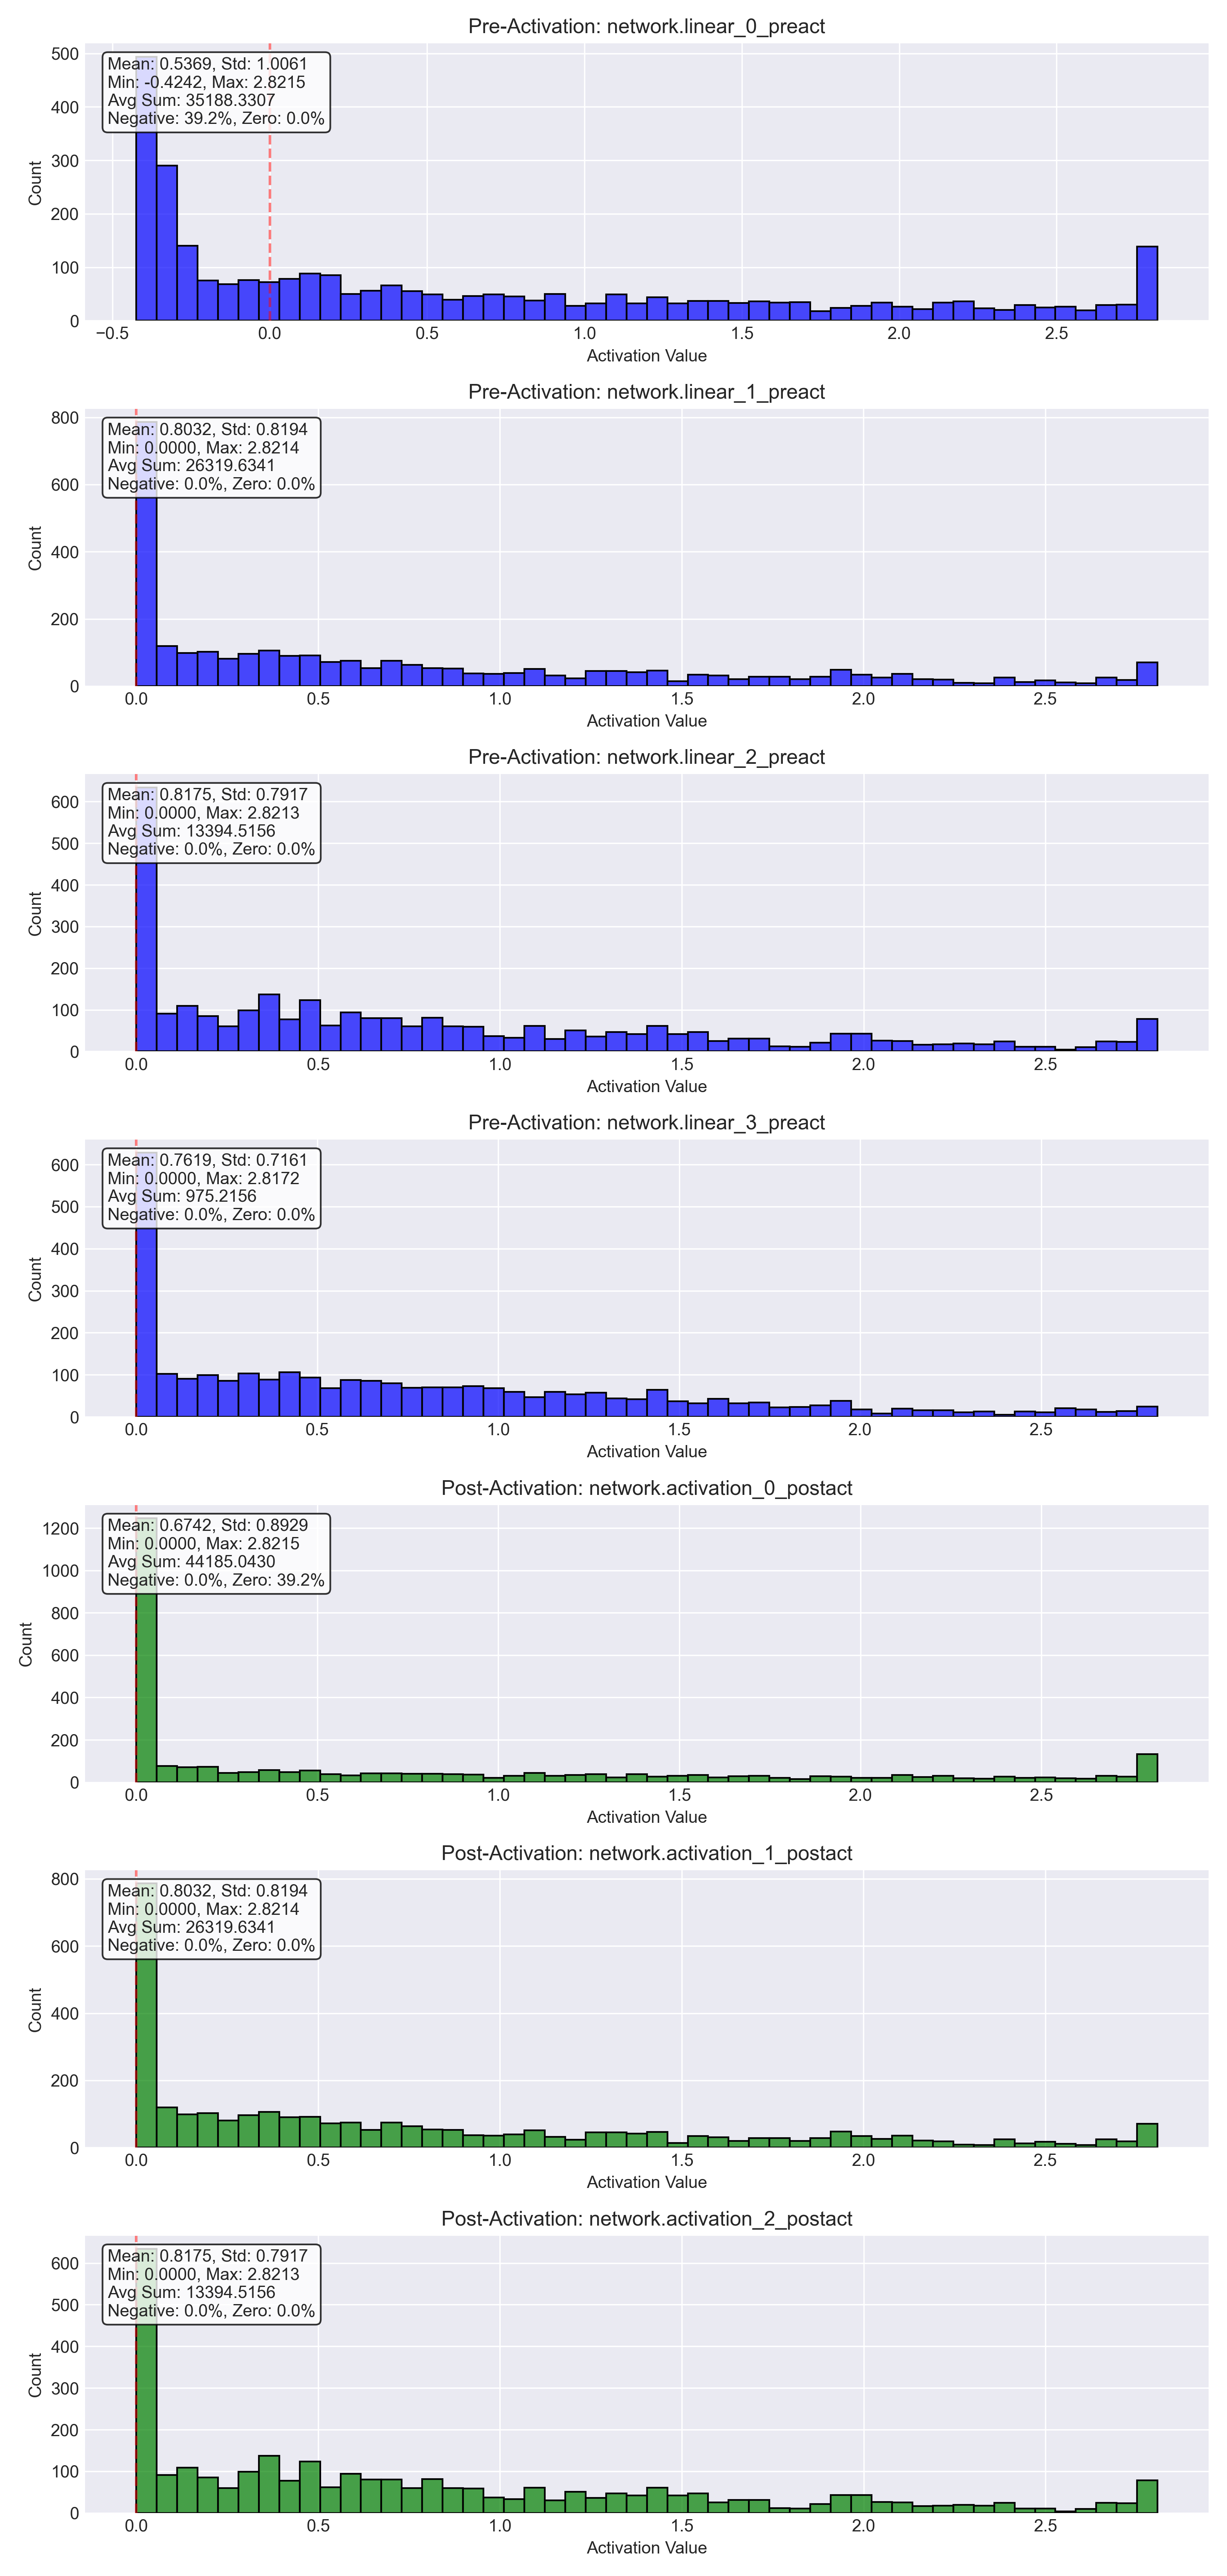 Pre-Activation: network.linear_0_preact
500
400
300
200
100
0
Count
Mean: 0.5369, Std: 1.0061
Min: -0.4242, Max: 2.8215
Avg Sum: 35188.3307
Negative: 39.2%, Zero: 0.0%
−0.5 0.0 0.5 1.0 1.5 2.0 2.5
Activation Value
Pre-Activation: network.linear_1_preact
800
600
400
200
0
Count
Mean: 0.8032, Std: 0.8194
Min: 0.0000, Max: 2.8214
Avg Sum: 26319.6341
Negative: 0.0%, Zero: 0.0%
0.0 0.5 1.0 1.5 2.0 2.5
Activation Value
Pre-Activation: network.linear_2_preact
600
500
400
300
200
100
0
Count
Mean: 0.8175, Std: 0.7917
Min: 0.0000, Max: 2.8213
Avg Sum: 13394.5156
Negative: 0.0%, Zero: 0.0%
0.0 0.5 1.0 1.5 2.0 2.5
Activation Value
Pre-Activation: network.linear_3_preact
600
500
400
300
200
100
0
Count
Mean: 0.7619, Std: 0.7161
Min: 0.0000, Max: 2.8172
Avg Sum: 975.2156
Negative: 0.0%, Zero: 0.0%
0.0 0.5 1.0 1.5 2.0 2.5
Activation Value
Post-Activation: network.activation_0_postact
1200
1000
800
600
400
200
0
Count
Mean: 0.6742, Std: 0.8929
Min: 0.0000, Max: 2.8215
Avg Sum: 44185.0430
Negative: 0.0%, Zero: 39.2%
0.0 0.5 1.0 1.5 2.0 2.5
Activation Value
Post-Activation: network.activation_1_postact
800
600
400
200
0
Count
Mean: 0.8032, Std: 0.8194
Min: 0.0000, Max: 2.8214
Avg Sum: 26319.6341
Negative: 0.0%, Zero: 0.0%
0.0 0.5 1.0 1.5 2.0 2.5
Activation Value
Post-Activation: network.activation_2_postact
600
500
400
300
200
100
0
Count
Mean: 0.8175, Std: 0.7917
Min: 0.0000, Max: 2.8213
Avg Sum: 13394.5156
Negative: 0.0%, Zero: 0.0%
0.0 0.5 1.0 1.5 2.0 2.5
Activation Value